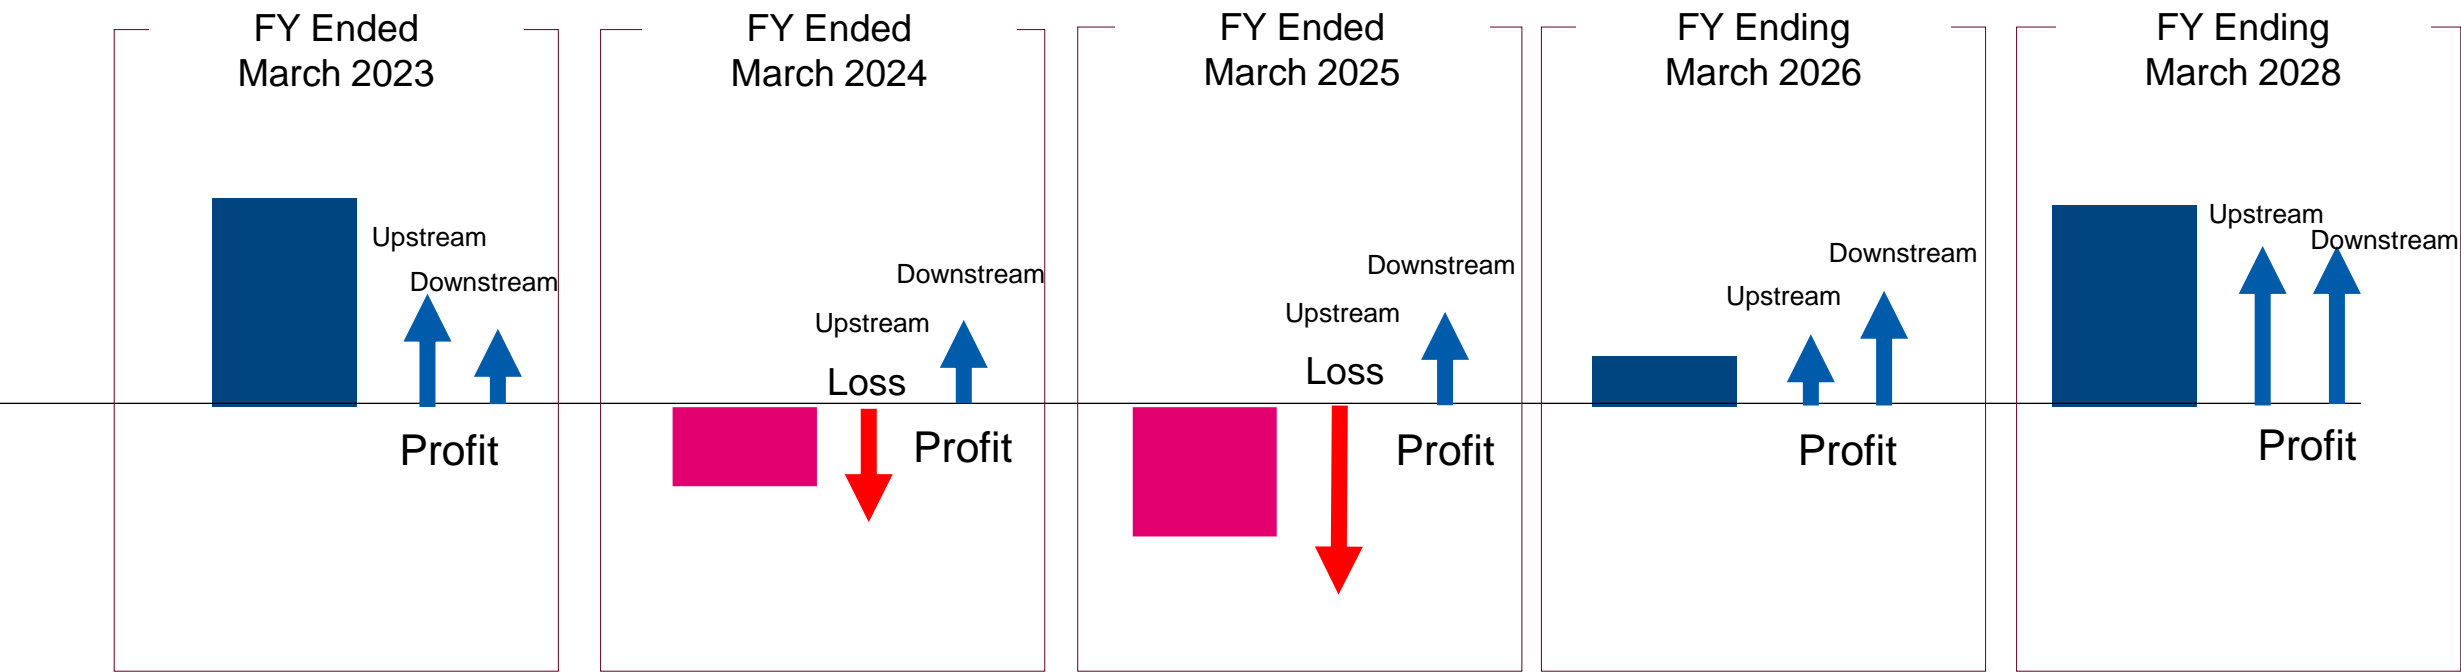 FY Ended
March 2023
Upstream
Downstream
Profit
FY Ended
March 2024
Downstream
Upstream
Loss
Profit
FY Ended
March 2025
Downstream
Upstream
Loss
Profit
FY Ending
March 2026
Downstream
Upstream
Profit
FY Ending
March 2028
Upstream
Downstream
Profit